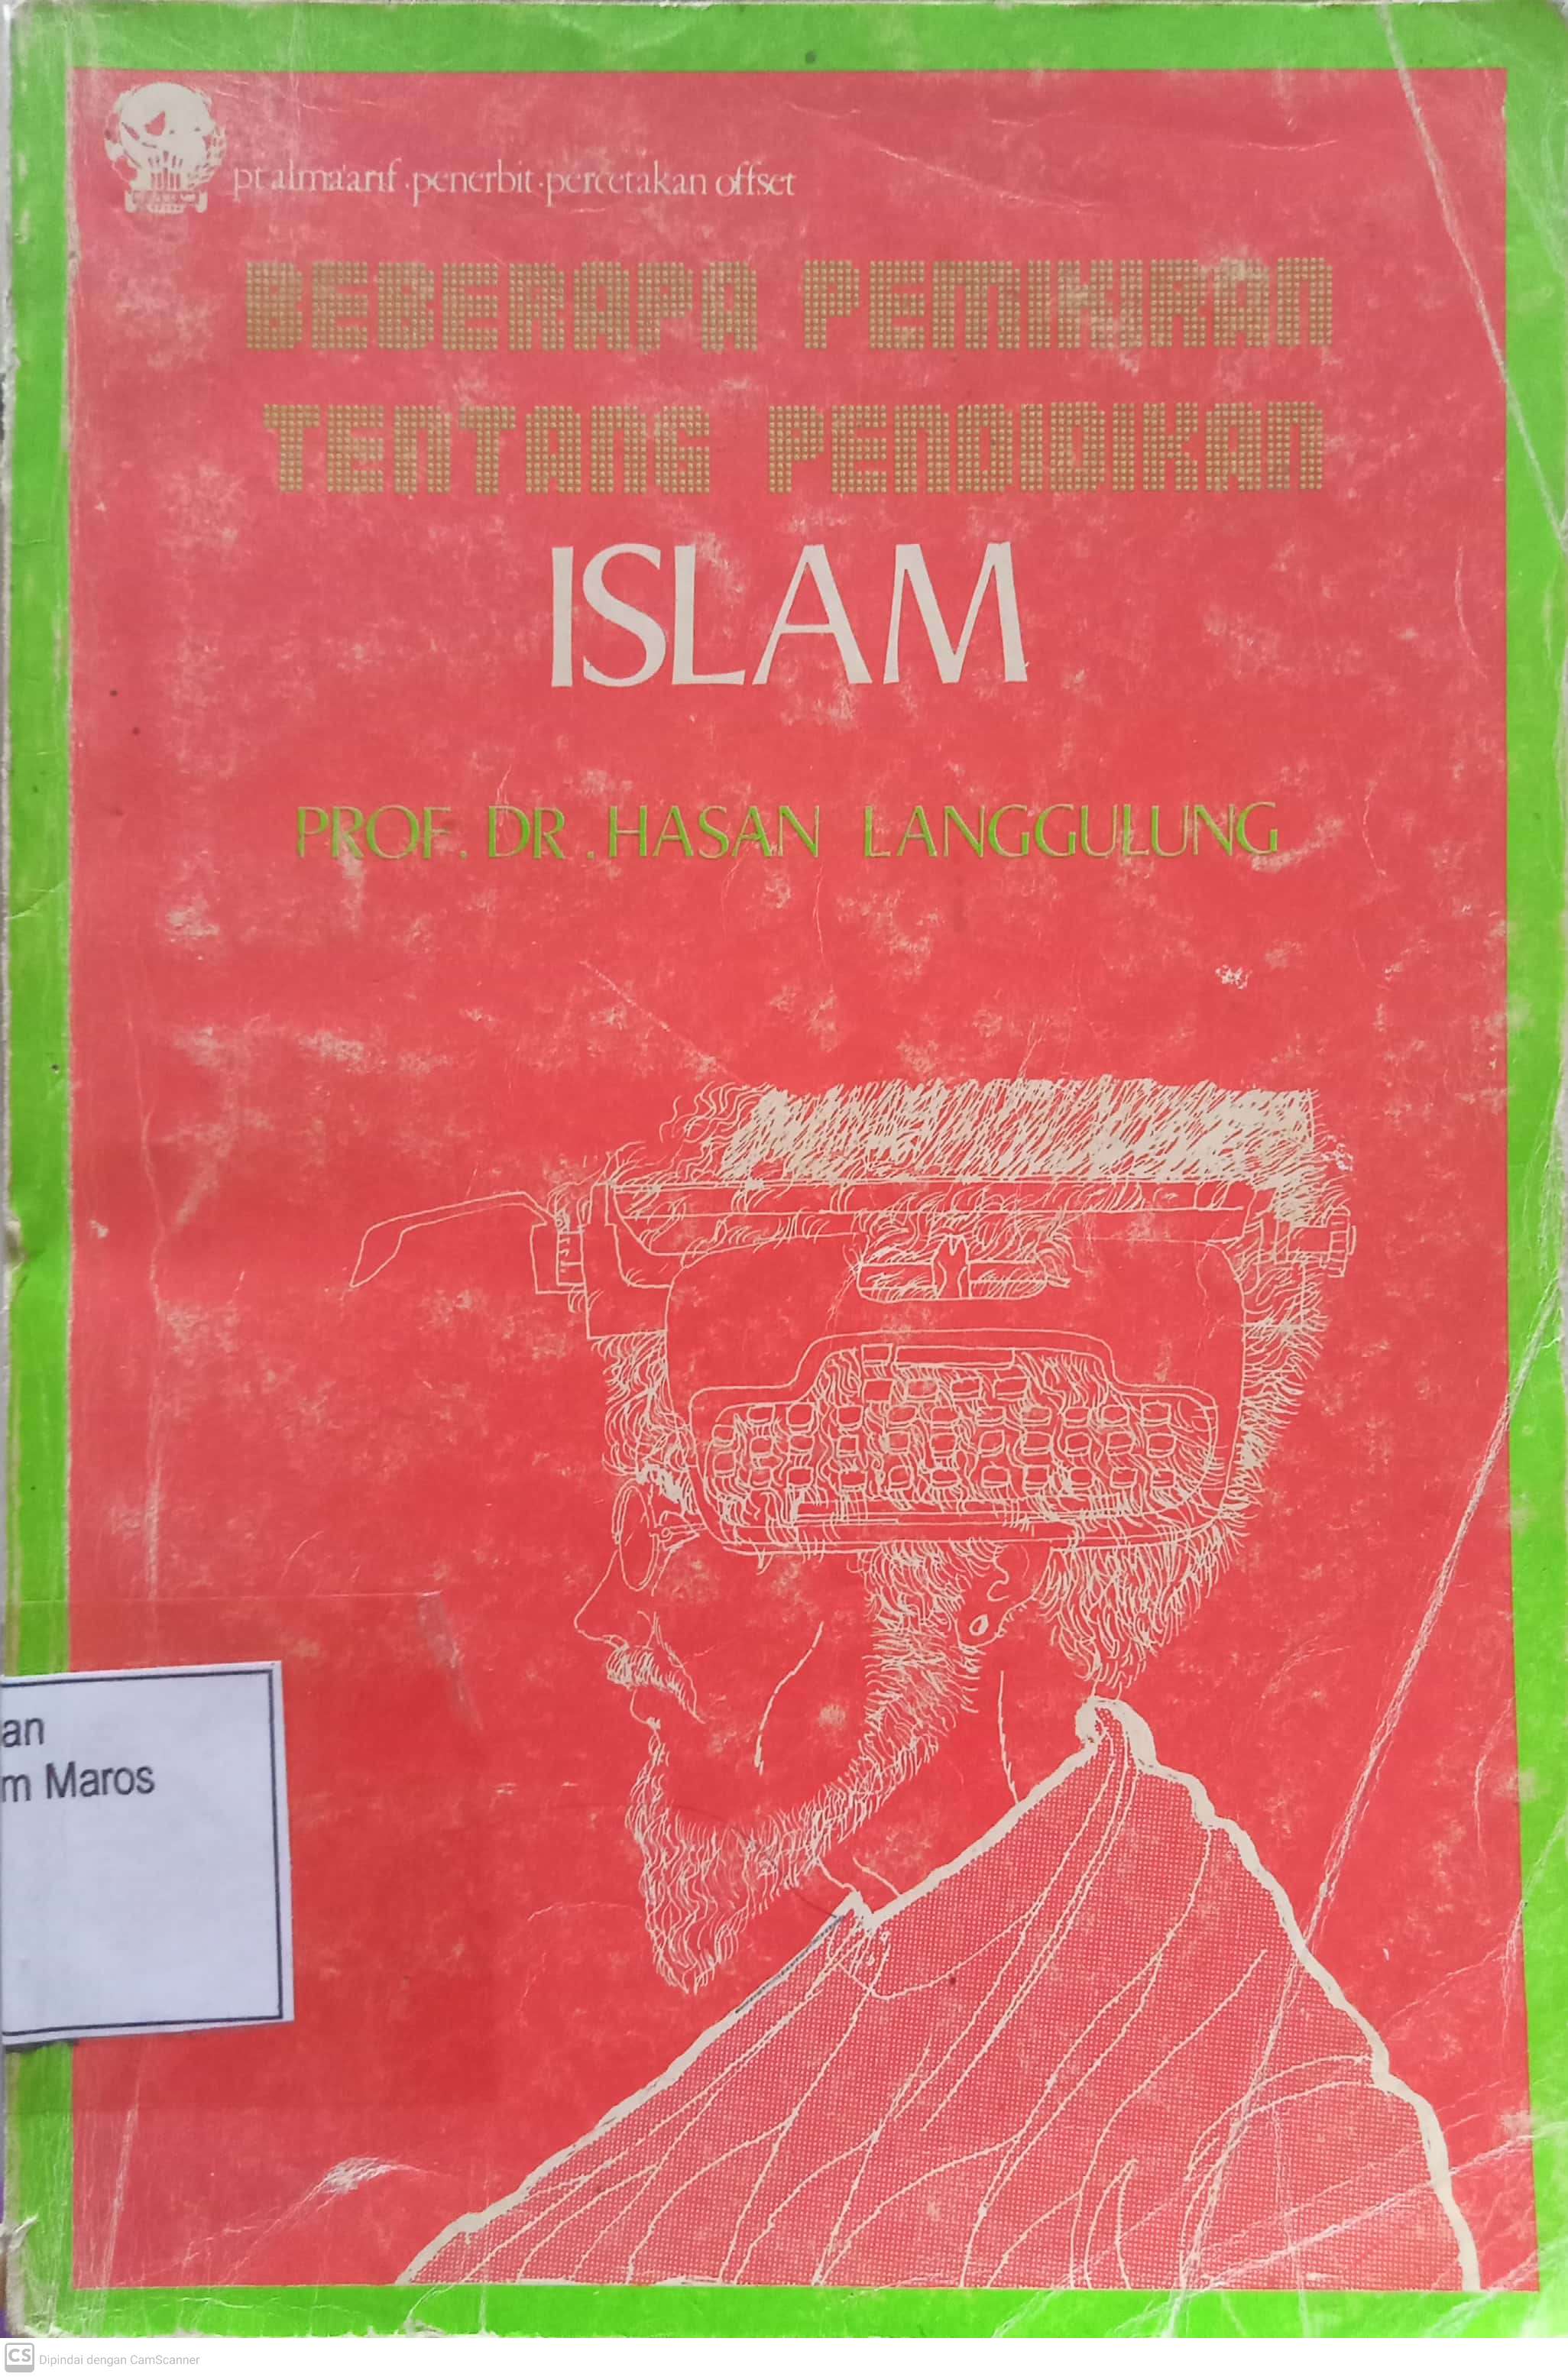 pt alma'arif · penerbit · percetakan offset
BEBERAPA PEMIKIRAN
TENTANG PENDIDIKAN
ISLAM
PROF. DR. HASAN LANGGULUNG
an
m Maros
CS Dipindai dengan CamScanner